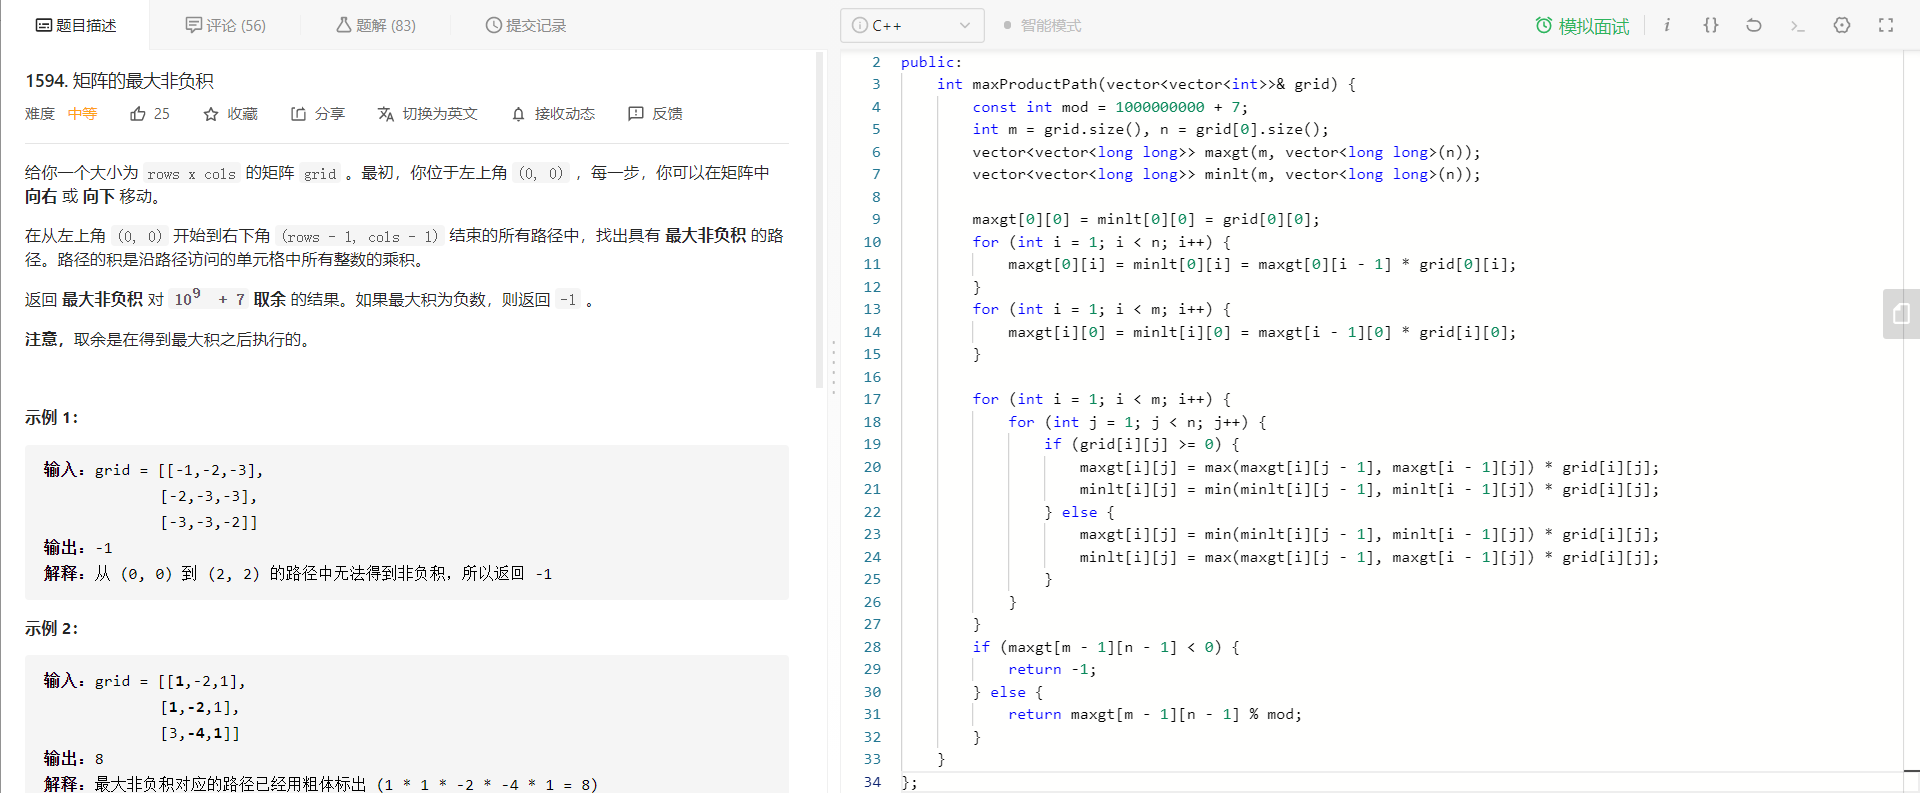 题目描述
评论 (56)
题解 (83)
提交记录
1594. 矩阵的最大非负积
难度 中等 25 收藏 分享 切换为英文 接收动态 反馈
给你一个大小为 rows x cols 的矩阵 grid 。最初，你位于左上角 (0, 0) ，每一步，你可以在矩阵中
向右 或 向下 移动。
在从左上角 (0, 0) 开始到右下角 (rows - 1, cols - 1) 结束的所有路径中，找出具有 最大非负积 的路
径。路径的积是沿路径访问的单元格中所有整数的乘积。
返回 最大非负积 对 10⁹ + 7 取余 的结果。如果最大积为负数，则返回 -1 。
注意，取余是在得到最大积之后执行的。
示例 1：
输入：grid = [[-1,-2,-3],
[-2,-3,-3],
[-3,-3,-2]]
输出：-1
解释：从 (0, 0) 到 (2, 2) 的路径中无法得到非负积，所以返回 -1
示例 2：
输入：grid = [[1,-2,1],
[1,-2,1],
[3,-4,1]]
输出：8
解释：最大非负积对应的路径已经用粗体标出 (1 * 1 * -2 * -4 * 1 = 8)
C++
智能模式
模拟面试
2 public:
3 int maxProductPath(vector<vector<int>>& grid) {
4 const int mod = 1000000000 + 7;
5 int m = grid.size(), n = grid[0].size();
6 vector<vector<long long>> maxgt(m, vector<long long>(n));
7 vector<vector<long long>> minlt(m, vector<long long>(n));
8
9 maxgt[0][0] = minlt[0][0] = grid[0][0];
10 for (int i = 1; i < n; i++) {
11 maxgt[0][i] = minlt[0][i] = maxgt[0][i - 1] * grid[0][i];
12 }
13 for (int i = 1; i < m; i++) {
14 maxgt[i][0] = minlt[i][0] = maxgt[i - 1][0] * grid[i][0];
15 }
16
17 for (int i = 1; i < m; i++) {
18 for (int j = 1; j < n; j++) {
19 if (grid[i][j] >= 0) {
20 maxgt[i][j] = max(maxgt[i][j - 1], maxgt[i - 1][j]) * grid[i][j];
21 minlt[i][j] = min(minlt[i][j - 1], minlt[i - 1][j]) * grid[i][j];
22 } else {
23 maxgt[i][j] = min(minlt[i][j - 1], minlt[i - 1][j]) * grid[i][j];
24 minlt[i][j] = max(maxgt[i][j - 1], maxgt[i - 1][j]) * grid[i][j];
25 }
26 }
27 }
28 if (maxgt[m - 1][n - 1] < 0) {
29 return -1;
30 } else {
31 return maxgt[m - 1][n - 1] % mod;
32 }
33 }
34 };